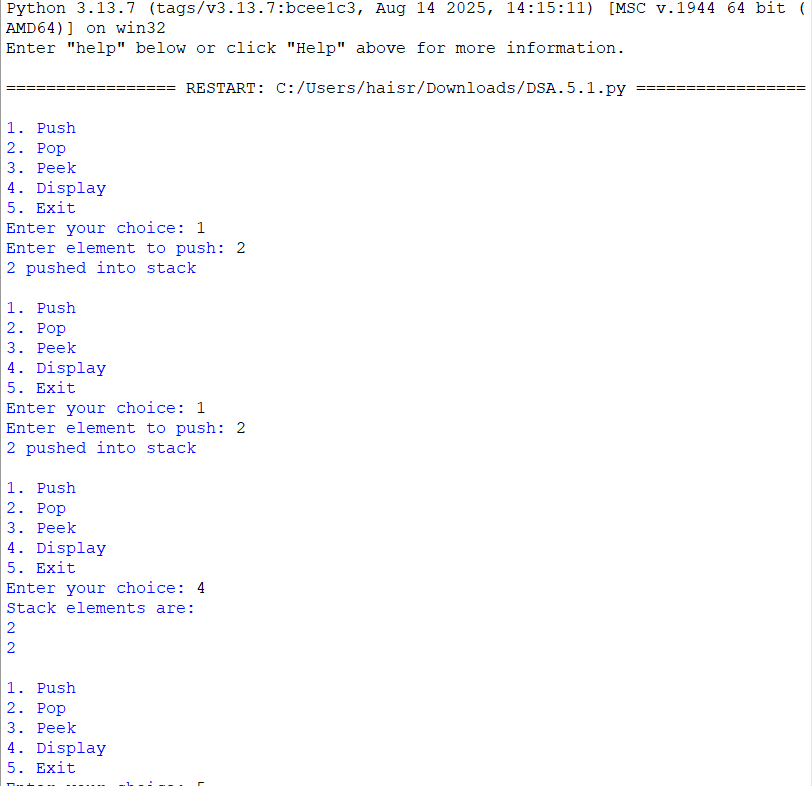 Python 3.13.7 (tags/v3.13.7:bcee1c3, Aug 14 2025, 14:15:11) [MSC v.1944 64 bit (
AMD64)] on win32
Enter "help" below or click "Help" above for more information.
================= RESTART: C:/Users/haisr/Downloads/DSA.5.1.py =================
1. Push
2. Pop
3. Peek
4. Display
5. Exit
Enter your choice: 1
Enter element to push: 2
2 pushed into stack
1. Push
2. Pop
3. Peek
4. Display
5. Exit
Enter your choice: 1
Enter element to push: 2
2 pushed into stack
1. Push
2. Pop
3. Peek
4. Display
5. Exit
Enter your choice: 4
Stack elements are:
2
2
1. Push
2. Pop
3. Peek
4. Display
5. Exit
Enter your choice: 5